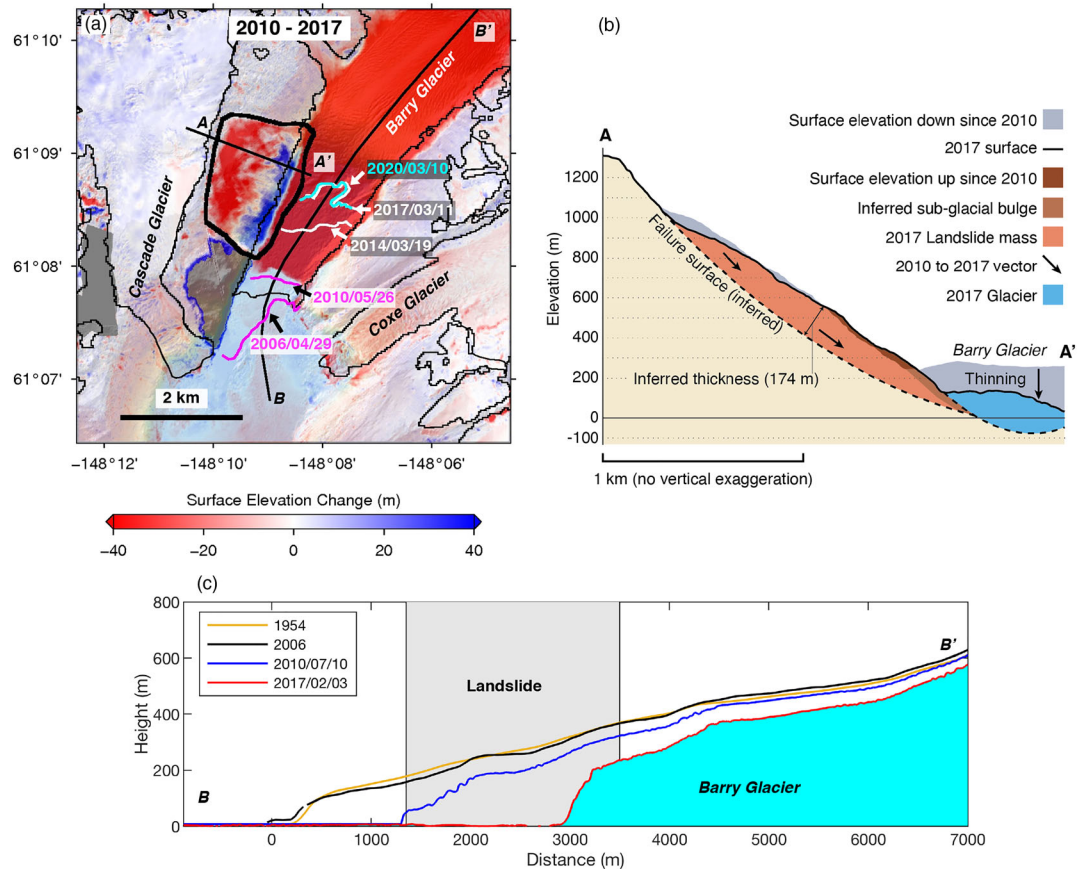 (a)
2010 - 2017
61°10'
61°09'
61°08'
61°07'
B'
A
A'
Barry Glacier
Cascade Glacier
Coxe Glacier
2020/03/10
2017/03/11
2014/03/19
2010/05/26
2006/04/29
B
2 km
−148°12'
−148°10'
−148°08'
−148°06'
Surface Elevation Change (m)
−40
−20
0
20
40
(b)
Surface elevation down since 2010
2017 surface
Surface elevation up since 2010
Inferred sub-glacial bulge
2017 Landslide mass
2010 to 2017 vector
2017 Glacier
A
1200
1000
800
600
400
200
0
-100
Elevation (m)
Failure surface (inferred)
Inferred thickness (174 m)
Barry Glacier
A'
Thinning
1 km (no vertical exaggeration)
(c)
800
600
400
200
0
Height (m)
1954
2006
2010/07/10
2017/02/03
Landslide
B'
B
Barry Glacier
0
1000
2000
3000
4000
5000
6000
7000
Distance (m)